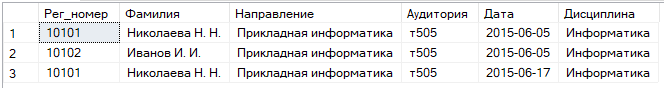 Рег_номер Фамилия Направление Аудитория Дата Дисциплина
1 10101 Николаева Н. Н. Прикладная информатика т505 2015-06-05 Информатика
2 10102 Иванов И. И. Прикладная информатика т505 2015-06-05 Информатика
3 10101 Николаева Н. Н. Прикладная информатика т505 2015-06-17 Информатика